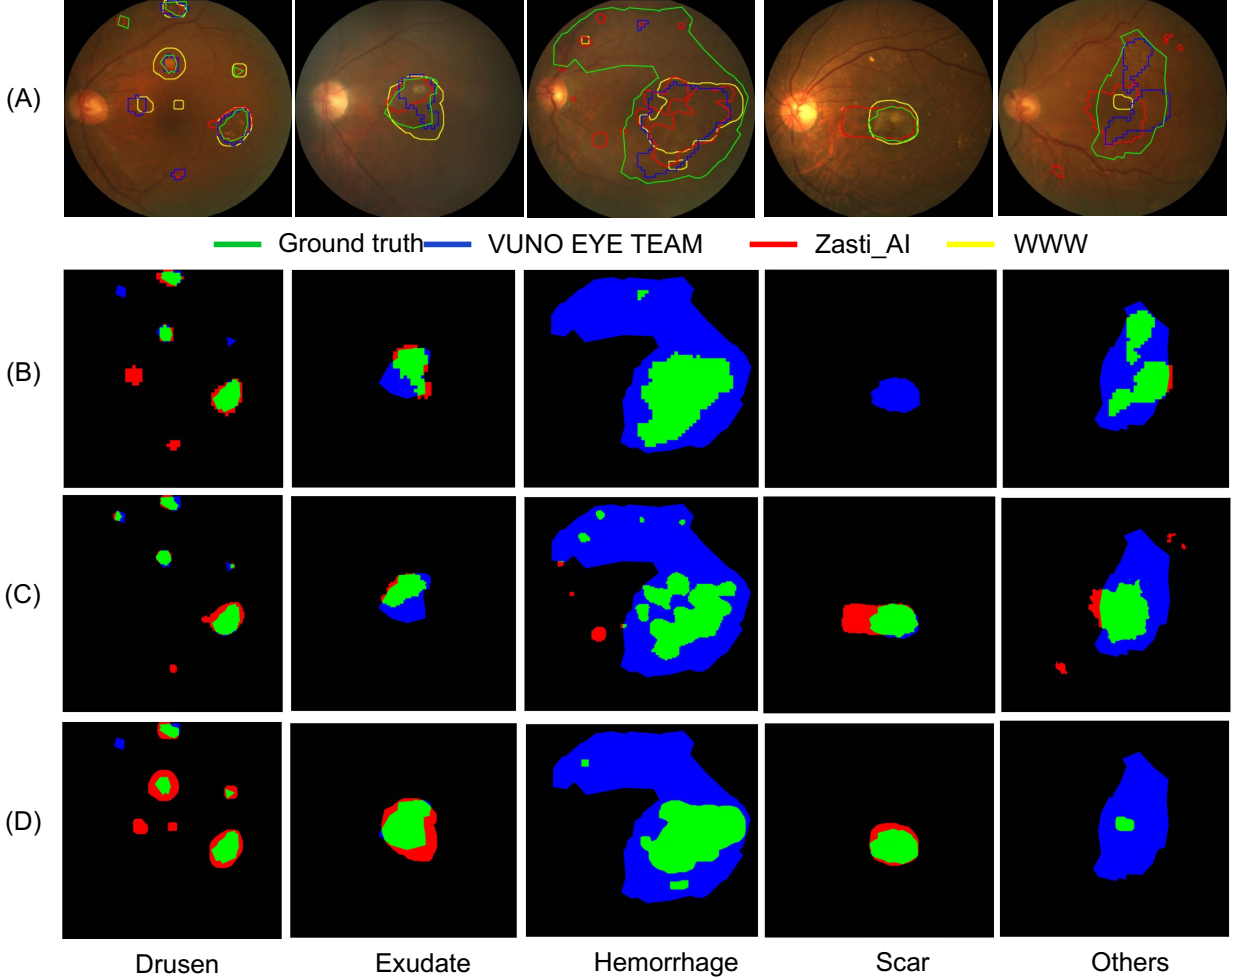 (A)
Ground truth VUNO EYE TEAM Zasti_AI WWW
(B)
(C)
(D)
Drusen Exudate Hemorrhage Scar Others